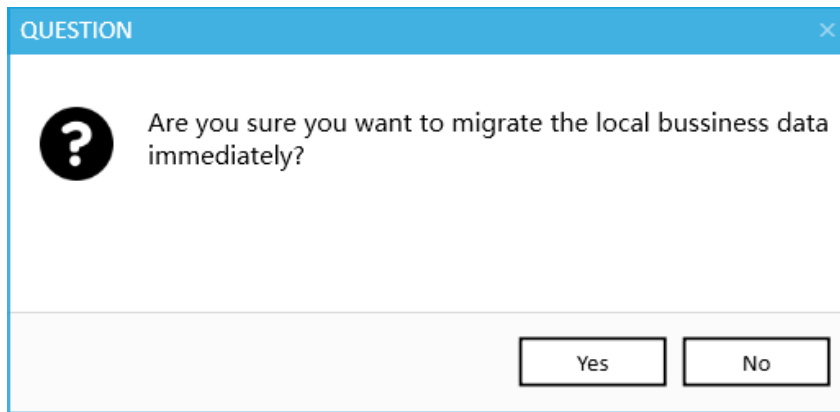 QUESTION
Are you sure you want to migrate the local bussiness data
immediately?
Yes
No